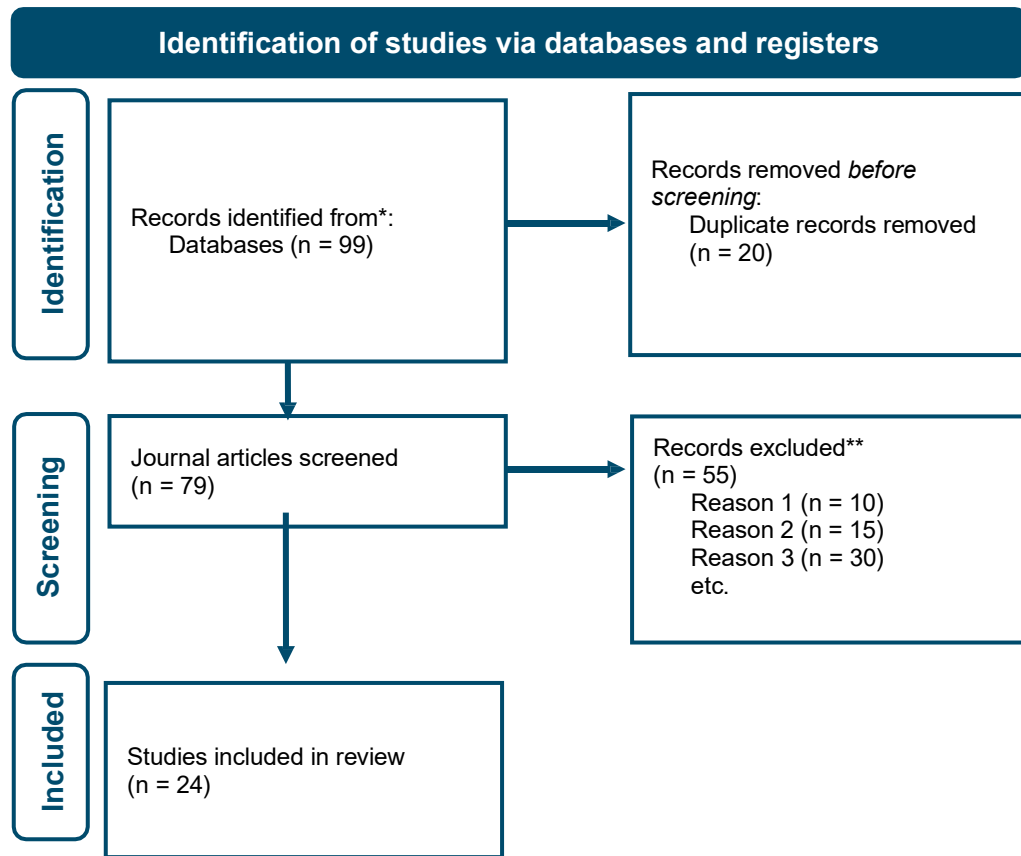 Identification of studies via databases and registers
Identification
Records identified from*:
Databases (n = 99)
Records removed before
screening:
Duplicate records removed
(n = 20)
Screening
Journal articles screened
(n = 79)
Records excluded**
(n = 55)
Reason 1 (n = 10)
Reason 2 (n = 15)
Reason 3 (n = 30)
etc.
Included
Studies included in review
(n = 24)